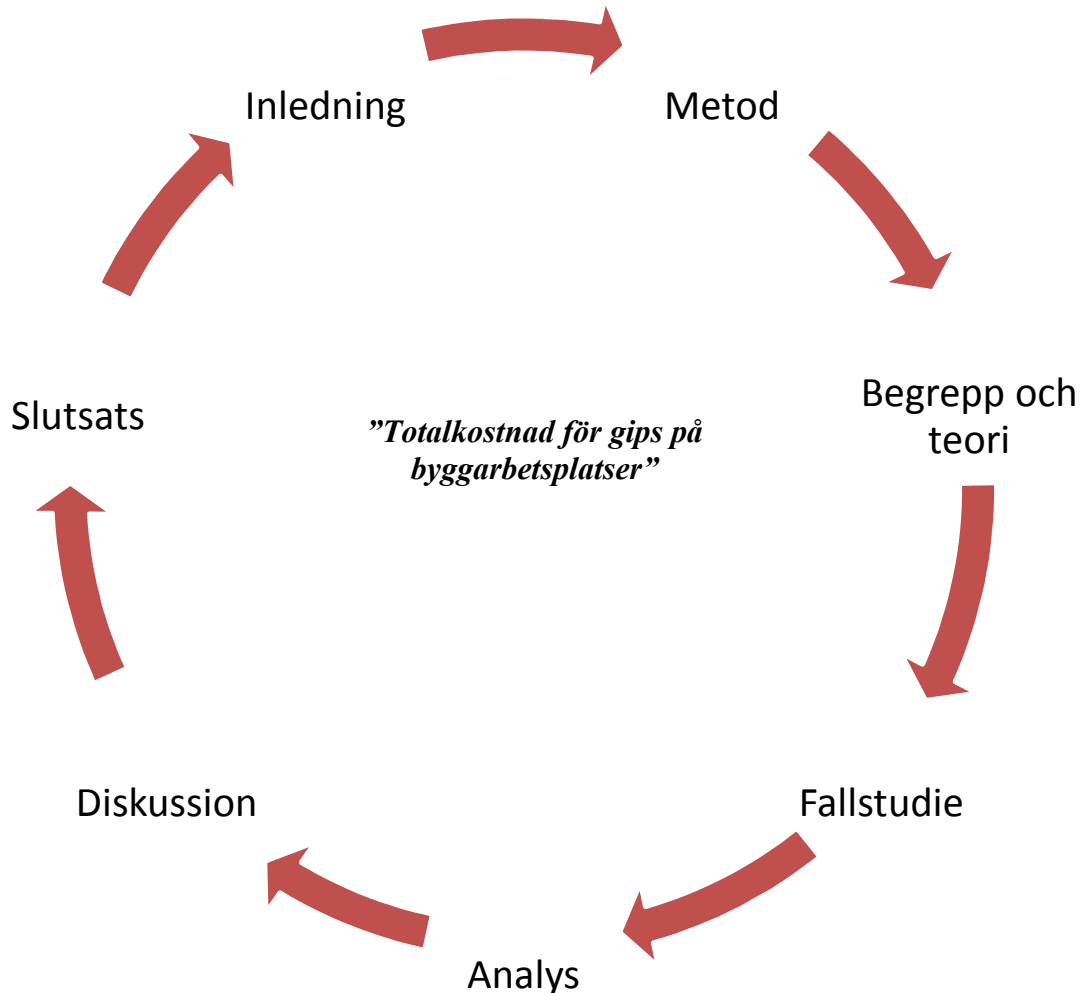 Inledning
Metod
Begrepp och
teori
Fallstudie
Analys
Diskussion
Slutsats
”Totalkostnad för gips på
byggarbetsplatser”